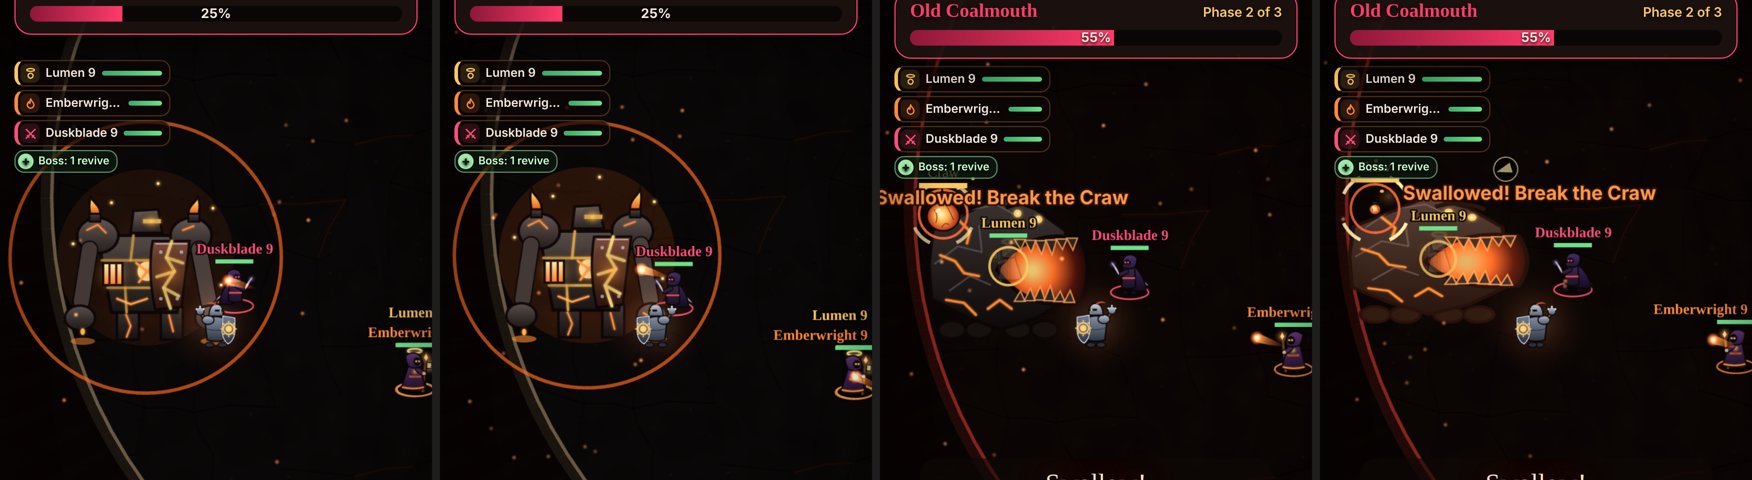 25%
Lumen 9
Emberwrig...
Duskblade 9
Boss: 1 revive
Duskblade 9
Lumen
Emberwri
25%
Lumen 9
Emberwrig...
Duskblade 9
Boss: 1 revive
Duskblade 9
Lumen 9
Emberwright 9
Old Coalmouth
Phase 2 of 3
55%
Lumen 9
Emberwrig...
Duskblade 9
Boss: 1 revive
Swallowed! Break the Craw
Lumen 9
Duskblade 9
Emberwri
Old Coalmouth
Phase 2 of 3
55%
Lumen 9
Emberwrig...
Duskblade 9
Boss: 1 revive
Swallowed! Break the Craw
Lumen 9
Duskblade 9
Emberwright 9